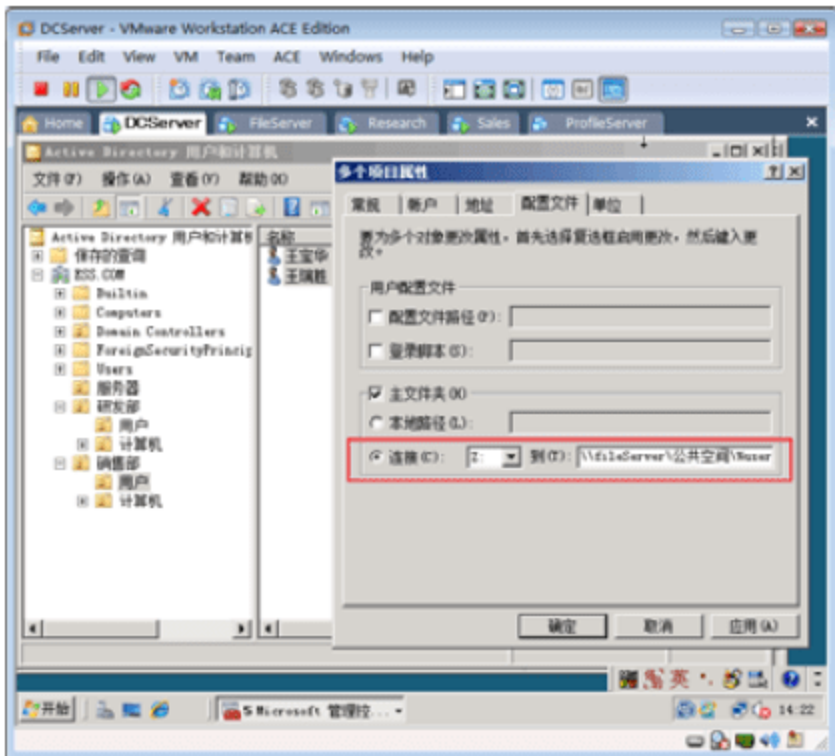 DCServer - VMware Workstation ACE Edition
File Edit View VM Team ACE Windows Help
Home DCServer FileServer Research Sales ProfileServer
Active Directory 用户和计算机
文件(F) 操作(A) 查看(V) 帮助(H)
Active Directory 用户和计算机
保存的查询
ESS.COM
Builtin
Computers
Domain Controllers
ForeignSecurityPrincip
Users
服务器
研发部
用户
计算机
销售部
用户
计算机
名称
王宝华
王瑞胜
多个项目属性
常规 帐户 地址 配置文件 单位
要为多个对象更改属性，首先选择复选框启用更改，然后键入更
改。
用户配置文件
配置文件路径(P):
登录脚本(S):
主文件夹(H)
本地路径(L):
连接(C): Z: 到(T): \\fileServer\公共空间\%user
确定 取消 应用(A)
英
开始 5 Microsoft 管理控... 14:22